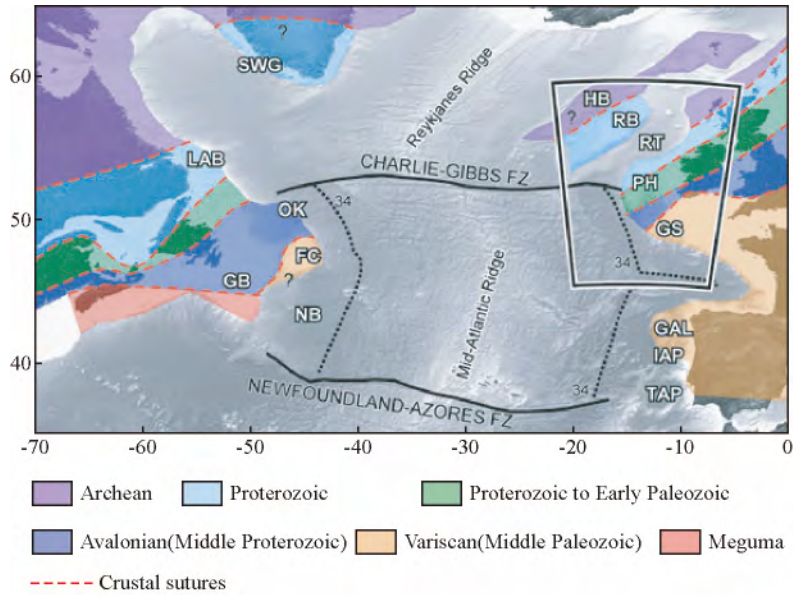 60
50
40
-70
-60
-50
-40
-30
-20
-10
0
?
SWG
Reykjanes Ridge
HB
?
RB
RT
LAB
CHARLIE-GIBBS FZ
PH
OK
34
GS
FC
?
GB
34
NB
Mid-Atlantic Ridge
GAL
IAP
34
TAP
NEWFOUNDLAND-AZORES FZ
Archean
Proterozoic
Proterozoic to Early Paleozoic
Avalonian(Middle Proterozoic)
Variscan(Middle Paleozoic)
Meguma
Crustal sutures